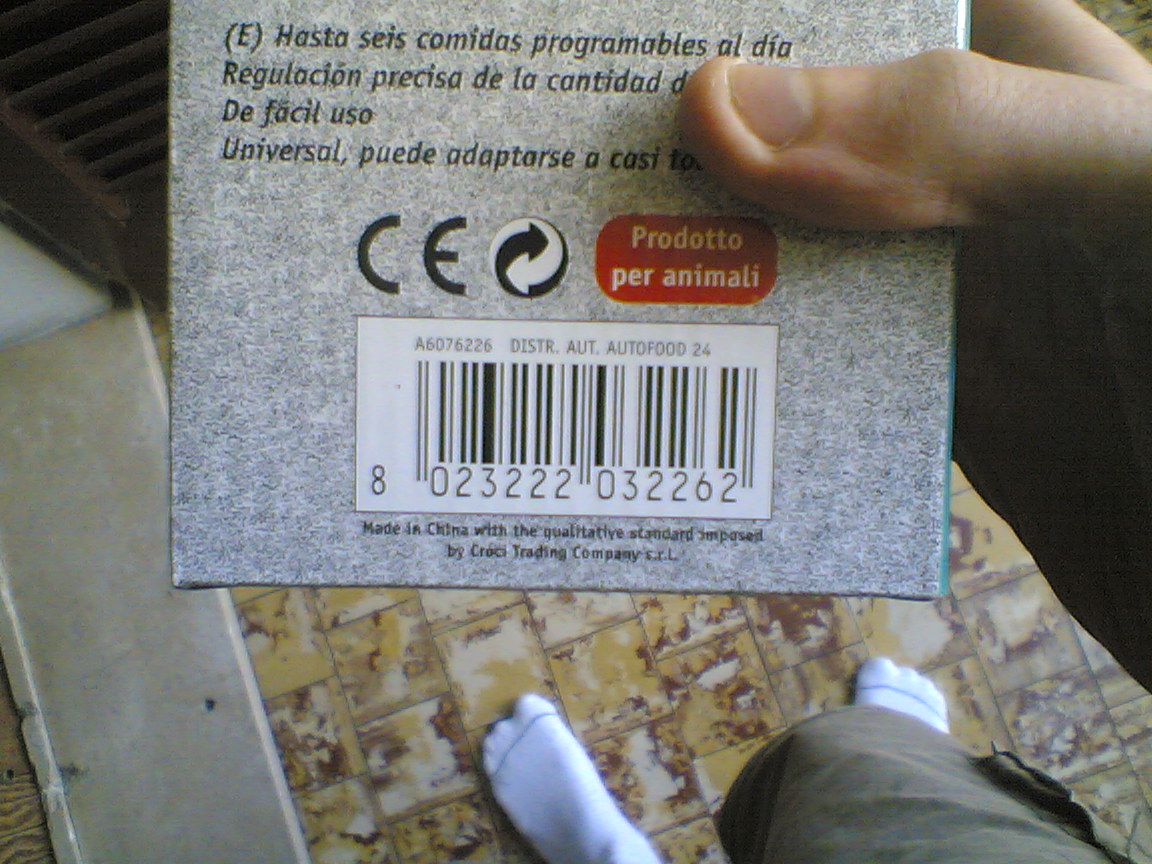 (E) Hasta seis comidas programables al día
Regulación precisa de la cantidad
De fácil uso
Universal, puede adaptarse a casi
CE
Prodotto
per animali
A6076226 DISTR. AUT. AUTOFOOD 24
8 023222 032262
Made in China with the qualitative standard imposed
by Croci Trading Company s.r.l.